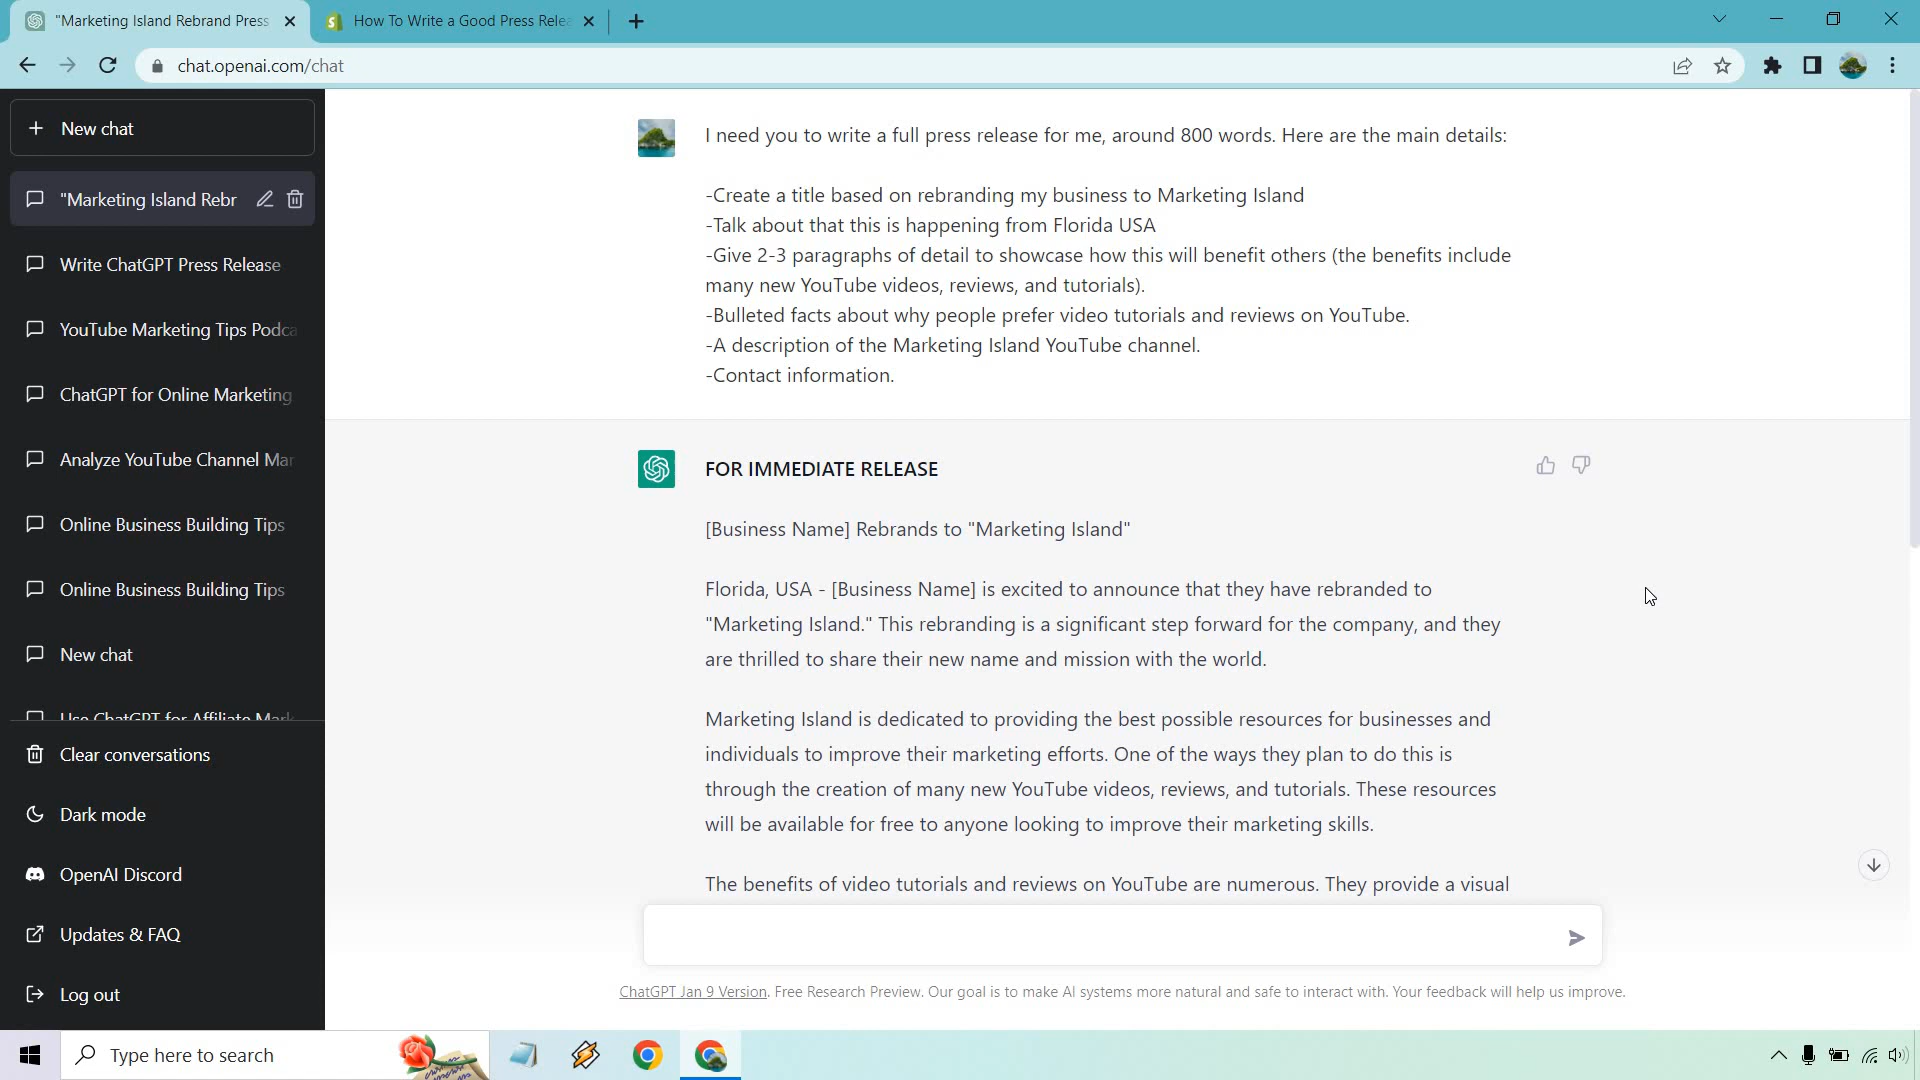 "Marketing Island Rebrand Press
How To Write a Good Press Relea
chat.openai.com/chat
New chat
"Marketing Island Rebr
Write ChatGPT Press Release
YouTube Marketing Tips Podca
ChatGPT for Online Marketing
Analyze YouTube Channel Mar
Online Business Building Tips
Online Business Building Tips
New chat
Use ChatGPT for Affiliate Mark
Clear conversations
Dark mode
OpenAI Discord
Updates & FAQ
Log out
I need you to write a full press release for me, around 800 words. Here are the main details:
-Create a title based on rebranding my business to Marketing Island
-Talk about that this is happening from Florida USA
-Give 2-3 paragraphs of detail to showcase how this will benefit others (the benefits include
many new YouTube videos, reviews, and tutorials).
-Bulleted facts about why people prefer video tutorials and reviews on YouTube.
-A description of the Marketing Island YouTube channel.
-Contact information.
FOR IMMEDIATE RELEASE
[Business Name] Rebrands to "Marketing Island"
Florida, USA - [Business Name] is excited to announce that they have rebranded to
"Marketing Island." This rebranding is a significant step forward for the company, and they
are thrilled to share their new name and mission with the world.
Marketing Island is dedicated to providing the best possible resources for businesses and
individuals to improve their marketing efforts. One of the ways they plan to do this is
through the creation of many new YouTube videos, reviews, and tutorials. These resources
will be available for free to anyone looking to improve their marketing skills.
The benefits of video tutorials and reviews on YouTube are numerous. They provide a visual
ChatGPT Jan 9 Version. Free Research Preview. Our goal is to make AI systems more natural and safe to interact with. Your feedback will help us improve.
Type here to search